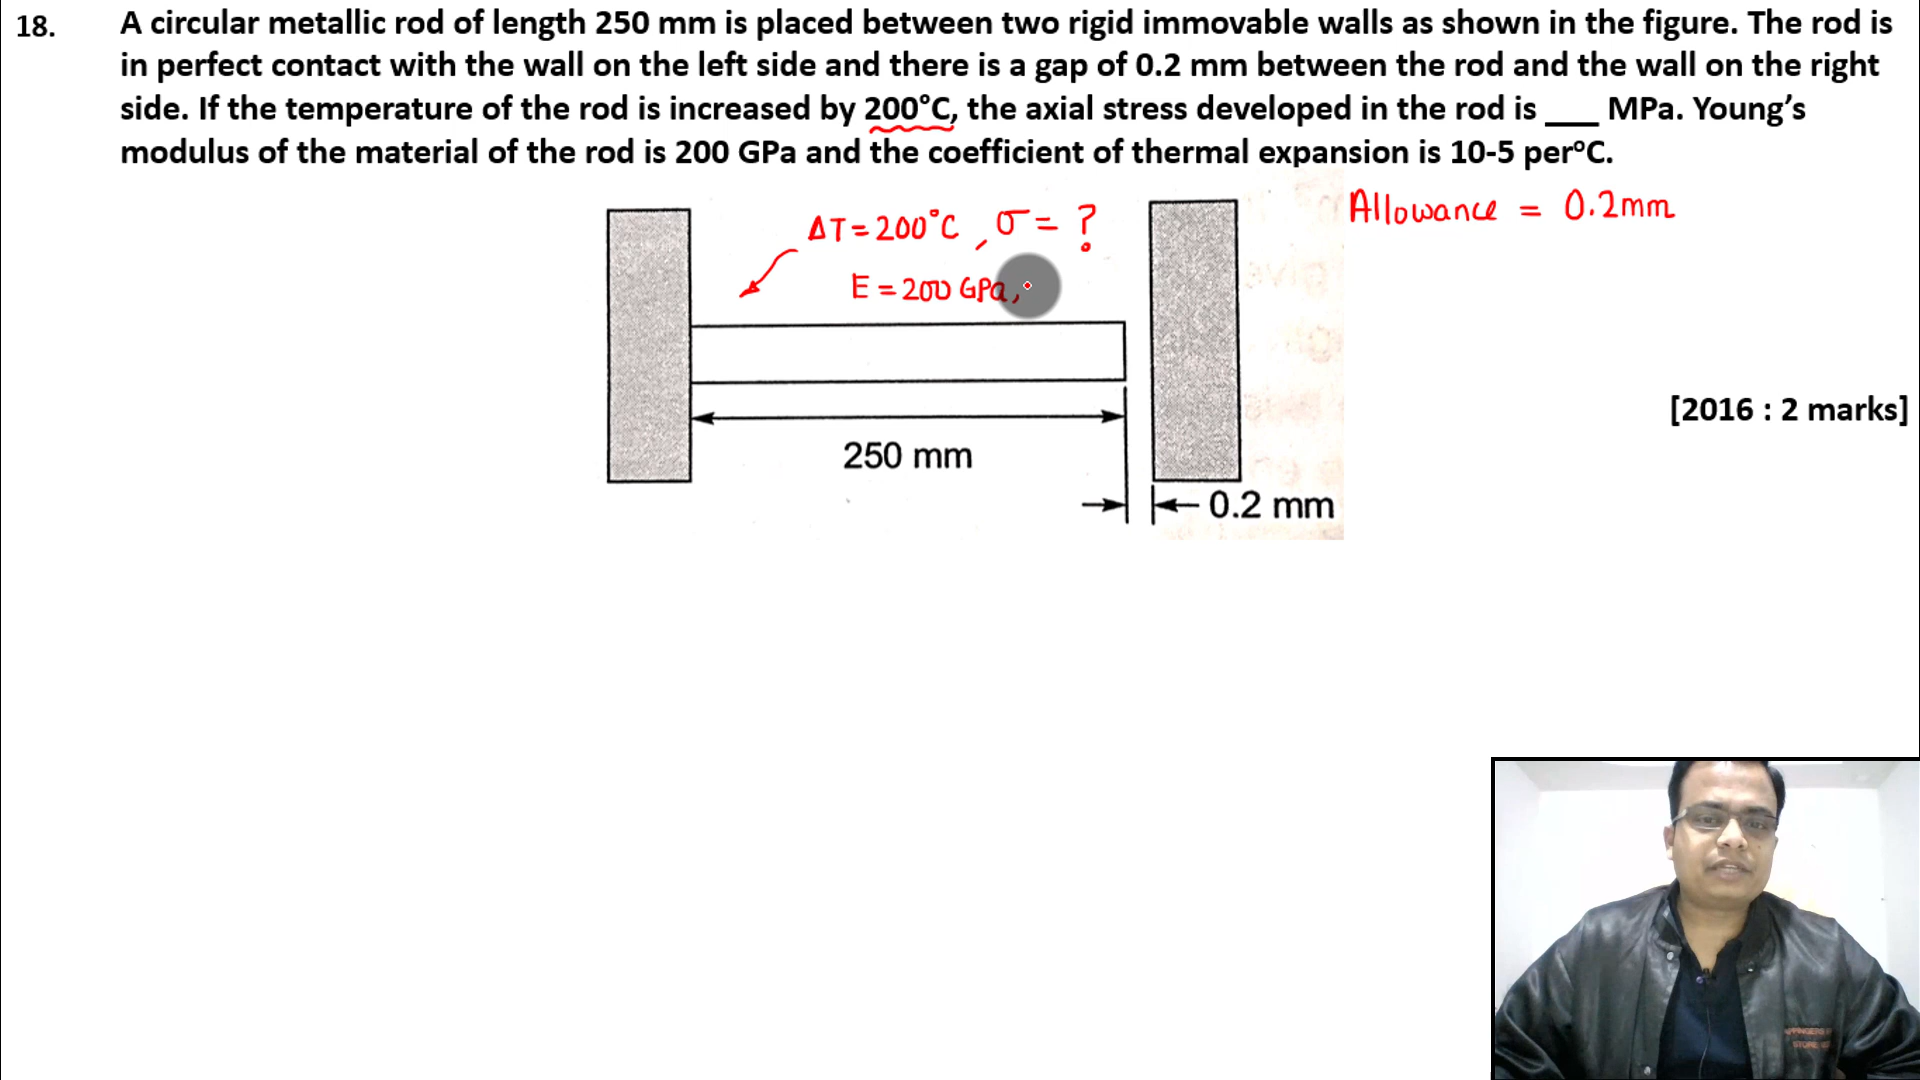 18. A circular metallic rod of length 250 mm is placed between two rigid immovable walls as shown in the figure. The rod is
in perfect contact with the wall on the left side and there is a gap of 0.2 mm between the rod and the wall on the right
side. If the temperature of the rod is increased by 200°C, the axial stress developed in the rod is ___ MPa. Young’s
modulus of the material of the rod is 200 GPa and the coefficient of thermal expansion is 10-5 per°C.
Allowance = 0.2mm
ΔT = 200°C , σ = ?
E = 200 GPa,
[2016 : 2 marks]
250 mm
0.2 mm